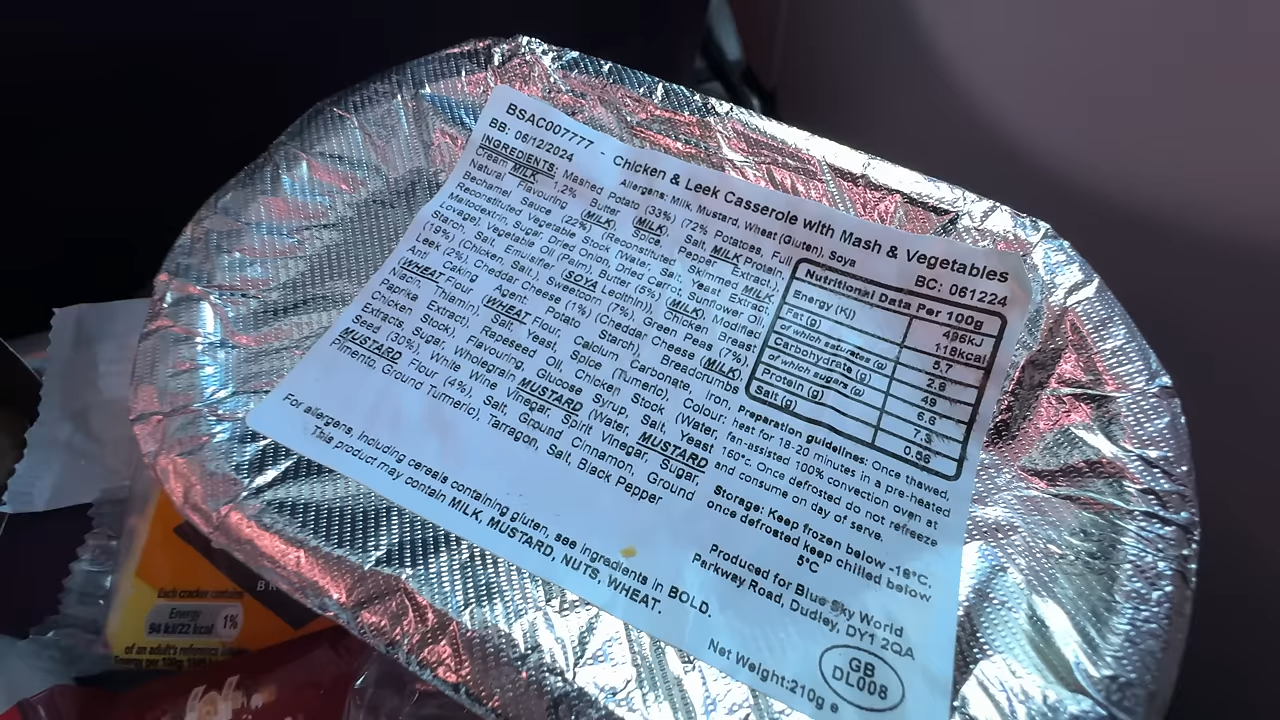 BSAC007777 - Chicken & Leek Casserole with Mash & Vegetables
BB: 06/12/2024
Allergens: Milk, Mustard, Wheat (Gluten), Soya
BC: 061224
INGREDIENTS: Mashed Potato (33%) (72% Potatoes, Full
Cream MILK, 1.2% Butter (MILK), Salt, MILK Protein,
Natural Flavouring (MILK), Spice, Pepper Extract,)
Bechamel Sauce (22%) (Reconstituted Skimmed MILK,
Reconstituted Vegetable Stock (Water, Salt, Yeast Extract,
Maltodextrin, Sugar, Dried Onion, Dried Carrot, Sunflower Oil,
Lovage), Vegetable Oil (Palm), Butter (5%) (MILK), Modified
Starch, Salt, Emulsifier (SOYA Lecithin)), Chicken Breast
(19%) (Chicken, Salt,), Sweetcorn (7%), Green Peas (7%)
Leek (2%), Cheddar Cheese (1%) (Cheddar Cheese (MILK)
Anti Caking Agent: Potato Starch), Breadcrumbs
(WHEAT Flour (WHEAT Flour, Calcium Carbonate, Iron,
Niacin, Thiamin), Salt, Yeast, Spice (Tumeric), Colour:
Paprika Extract), Rapeseed Oil, Chicken Stock (Water,
Chicken Stock), Flavouring, Glucose Syrup, Salt, Yeast
Extracts, Sugar, Wholegrain MUSTARD (Water, MUSTARD
Seed (30%), White Wine Vinegar, Spirit Vinegar, Sugar,
MUSTARD Flour (4%), Salt, Ground Cinnamon, Ground
Pimento, Ground Turmeric), Tarragon, Salt, Black Pepper
Nutritional Data Per 100g
Energy (KJ) 496kJ
118kcal
Fat (g) 5.7
of which saturates (g) 2.8
Carbohydrate (g) 49
of which sugars (g) 6.6
Protein (g) 7.3
Salt (g) 0.56
Preparation guidelines: Once thawed,
heat for 18-20 minutes in a pre-heated
fan-assisted 100% convection oven at
150°c. Once defrosted do not refreeze
and consume on day of serve.
Storage: Keep frozen below -18°C,
once defrosted keep chilled below
5°C
For allergens, including cereals containing gluten, see ingredients in BOLD.
This product may contain MILK, MUSTARD, NUTS, WHEAT.
Produced for Blue Sky World
Parkway Road, Dudley, DY1 2QA
Net Weight:210g e
GB
DL008
Each cracker contains
Energy
94 kJ/22 kcal 1%
of an adult's reference
Energy per 100g: